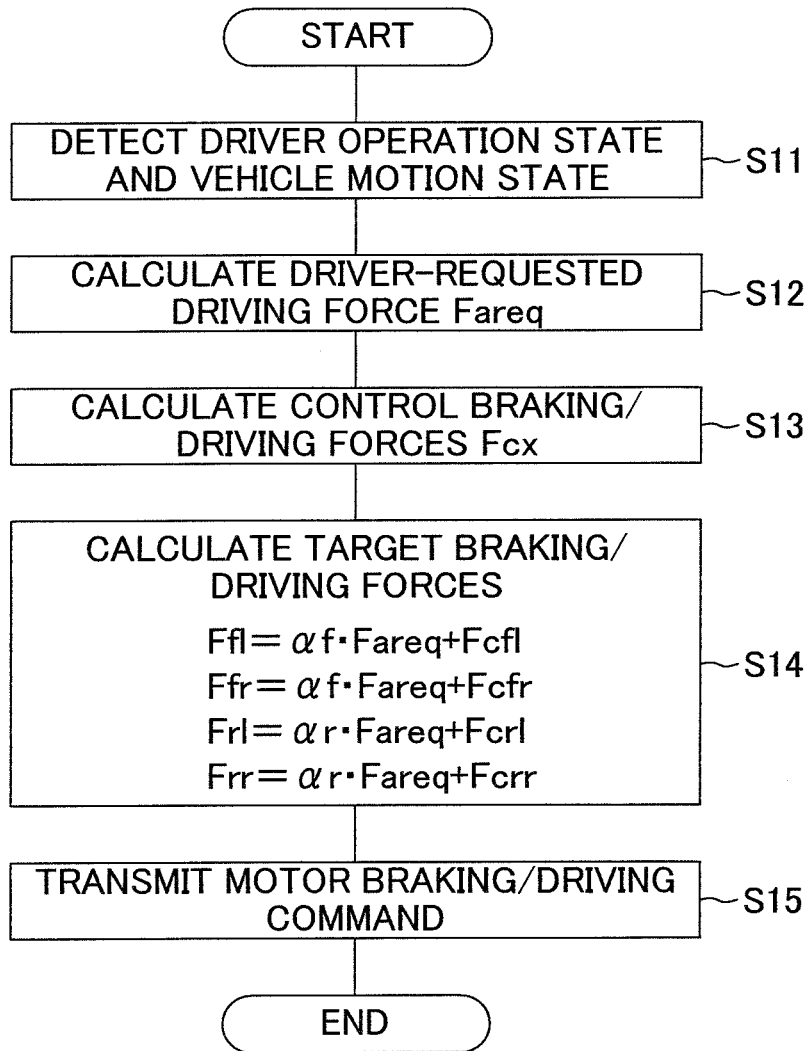 START
DETECT DRIVER OPERATION STATE
AND VEHICLE MOTION STATE
S11
CALCULATE DRIVER-REQUESTED
DRIVING FORCE Fareq
S12
CALCULATE CONTROL BRAKING/
DRIVING FORCES Fcx
S13
CALCULATE TARGET BRAKING/
DRIVING FORCES
Ffl=αf・Fareq+Fcfl
Ffr=αf・Fareq+Fcfr
Frl=αr・Fareq+Fcrl
Frr=αr・Fareq+Fcrr
S14
TRANSMIT MOTOR BRAKING/DRIVING
COMMAND
S15
END